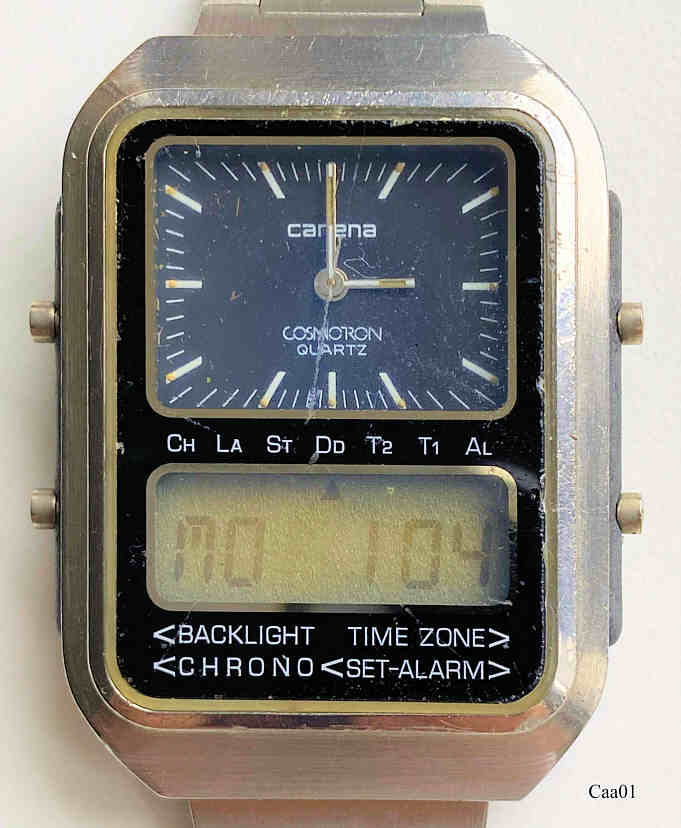 carena
COSMOTRON
QUARTZ
CH LA ST DD T2 T1 AL
MO 104
<BACKLIGHT TIME ZONE>
<CHRONO <SET-ALARM>
Caa01